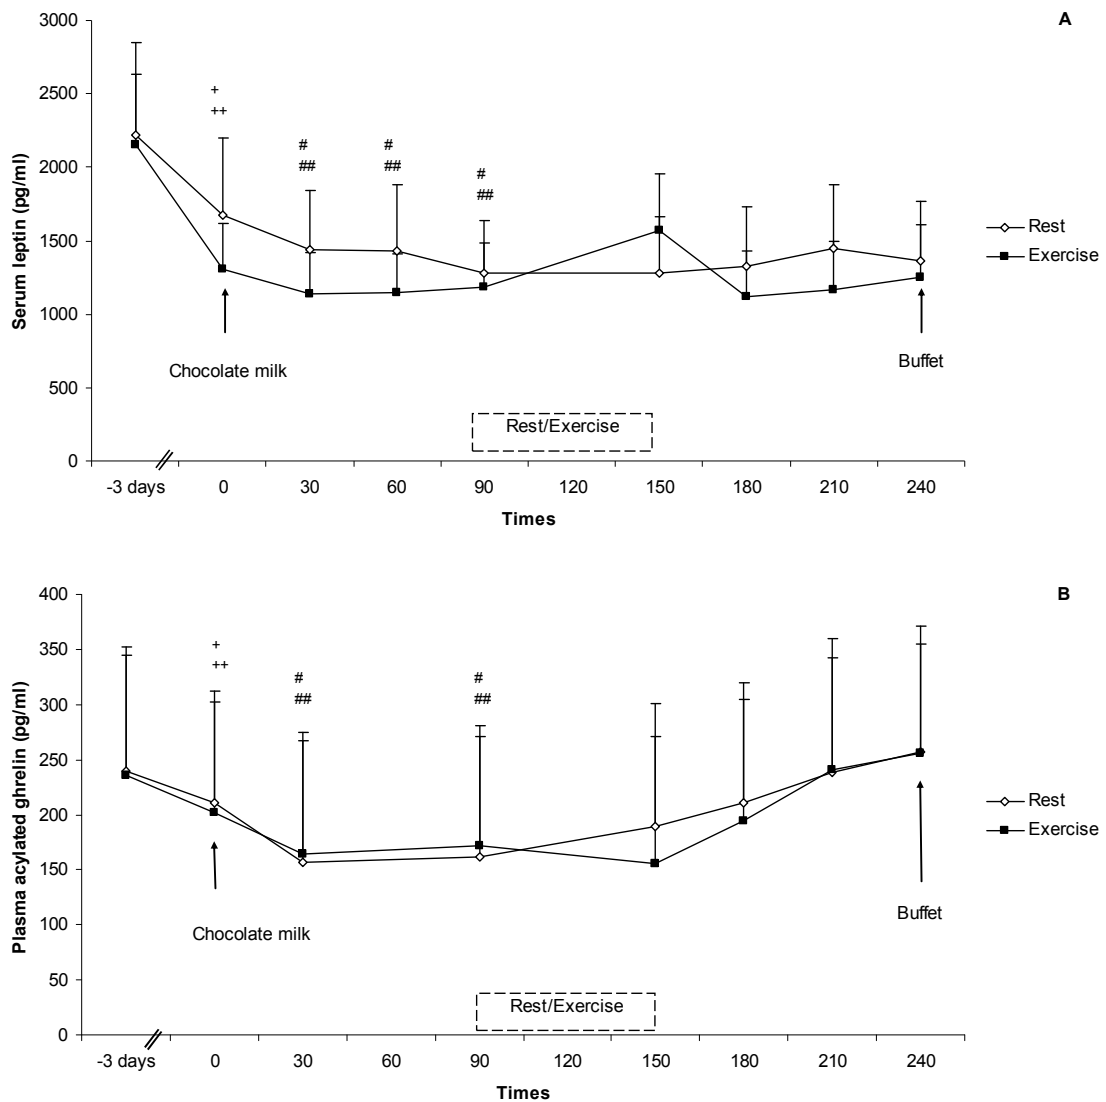 A
3000
2500
2000
1500
1000
500
0
Serum leptin (pg/ml)
+
++
#
##
#
##
#
##
Chocolate milk
Buffet
Rest/Exercise
Rest
Exercise
-3 days 0 30 60 90 120 150 180 210 240
Times
B
400
350
300
250
200
150
100
50
0
Plasma acylated ghrelin (pg/ml)
+
++
#
##
#
##
Chocolate milk
Buffet
Rest/Exercise
Rest
Exercise
-3 days 0 30 60 90 120 150 180 210 240
Times